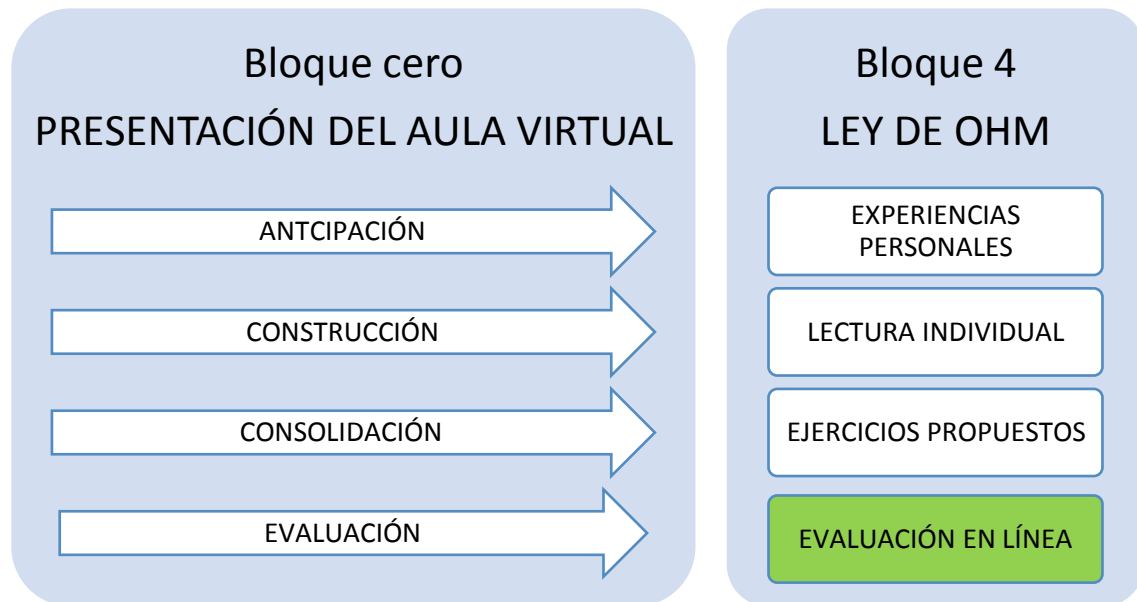 Bloque cero
PRESENTACIÓN DEL AULA VIRTUAL
ANTCIPACIÓN
CONSTRUCCIÓN
CONSOLIDACIÓN
EVALUACIÓN
Bloque 4
LEY DE OHM
EXPERIENCIAS
PERSONALES
LECTURA INDIVIDUAL
EJERCICIOS PROPUESTOS
EVALUACIÓN EN LÍNEA